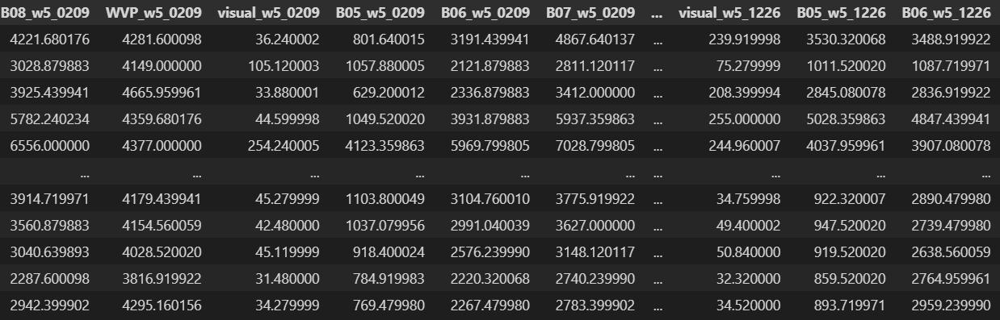 B08_w5_0209 WVP_w5_0209 visual_w5_0209 B05_w5_0209 B06_w5_0209 B07_w5_0209 ... visual_w5_1226 B05_w5_1226 B06_w5_1226
4221.680176 4281.600098 36.240002 801.640015 3191.439941 4867.640137 ... 239.919998 3530.320068 3488.919922
3028.879883 4149.000000 105.120003 1057.880005 2121.879883 2811.120117 ... 75.279999 1011.520020 1087.719971
3925.439941 4665.959961 33.880001 629.200012 2336.879883 3412.000000 ... 208.399994 2845.080078 2836.919922
5782.240234 4359.680176 44.599998 1049.520020 3931.879883 5937.359863 ... 255.000000 5028.359863 4847.439941
6556.000000 4377.000000 254.240005 4123.359863 5969.799805 7028.799805 ... 244.960007 4037.959961 3907.080078
... ... ... ... ... ... ... ... ... ...
3914.719971 4179.439941 45.279999 1103.800049 3104.760010 3775.919922 ... 34.759998 922.320007 2890.479980
3560.879883 4154.560059 42.480000 1037.079956 2991.040039 3627.000000 ... 49.400002 947.520020 2739.479980
3040.639893 4028.520020 45.119999 918.400024 2576.239990 3148.120117 ... 50.840000 919.520020 2638.560059
2287.600098 3816.919922 31.480000 784.919983 2220.320068 2740.239990 ... 32.320000 859.520020 2764.959961
2942.399902 4295.160156 34.279999 769.479980 2267.479980 2783.399902 ... 34.520000 893.719971 2959.239990